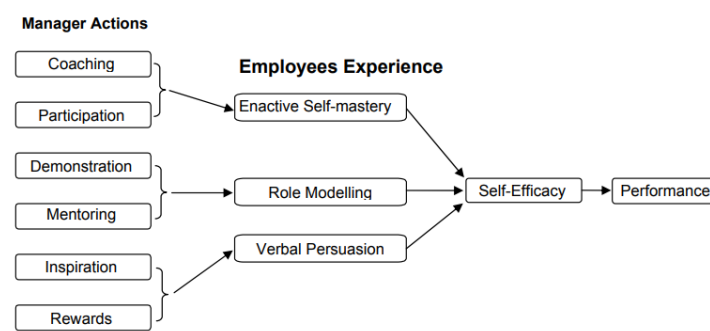 Manager Actions
Coaching
Employees Experience
Enactive Self-mastery
Participation
Demonstration
Role Modelling
Self-Efficacy
Performance
Mentoring
Verbal Persuasion
Inspiration
Rewards